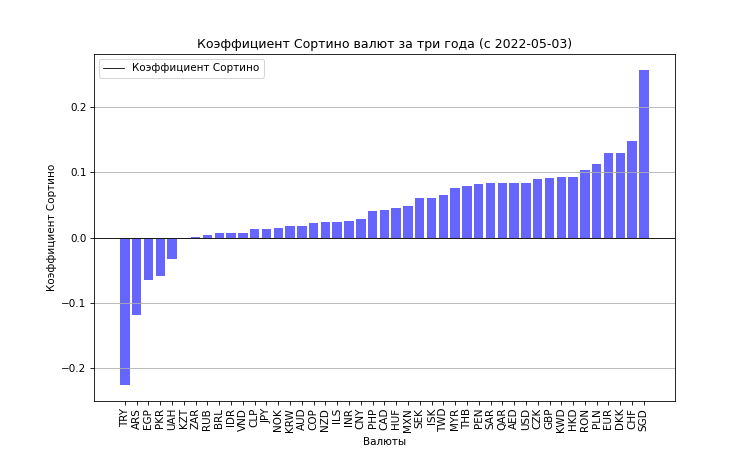 Коэффициент Сортино валют за три года (с 2022-05-03)
Коэффициент Сортино
Коэффициент Сортино
0.2
0.1
0.0
−0.1
−0.2
TRY
ARS
EGP
PKR
UAH
KZT
ZAR
RUB
BRL
IDR
VND
CLP
JPY
NOK
KRW
AUD
COP
NZD
ILS
INR
CNY
PHP
CAD
HUF
MXN
SEK
ISK
TWD
MYR
THB
PEN
SAR
QAR
AED
USD
CZK
GBP
KWD
HKD
RON
PLN
EUR
DKK
CHF
SGD
Валюты